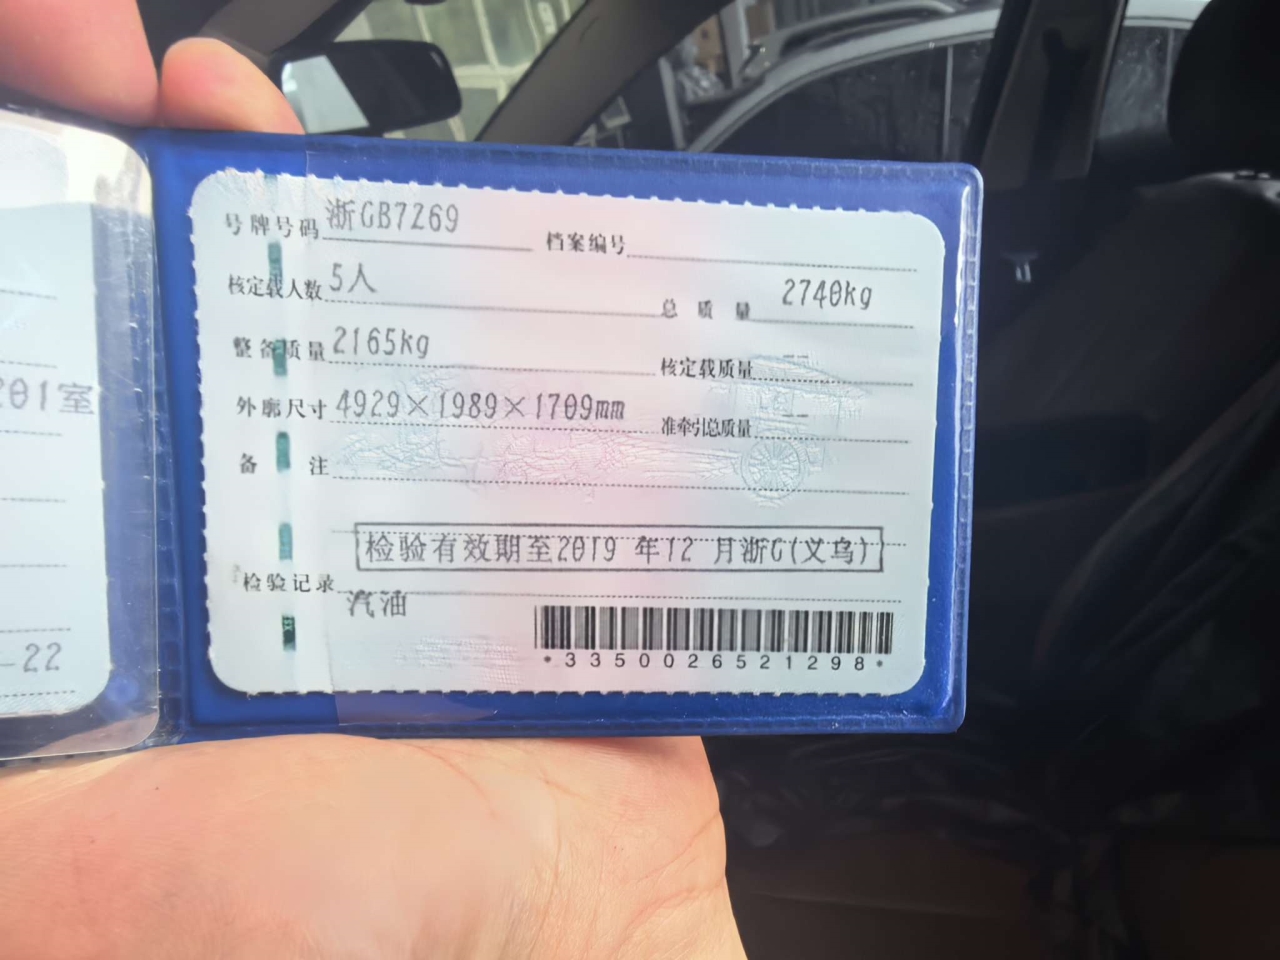 号牌号码 浙GB7269 档案编号
核定载人数 5人 总质量 2740kg
整备质量 2165kg 核定载质量 --
外廓尺寸 4929×1989×1709mm 准牵引总质量 --
备注
检验有效期至2019 年12 月浙G(义乌)
检验记录
汽油
*3350026521298*
201室
-22